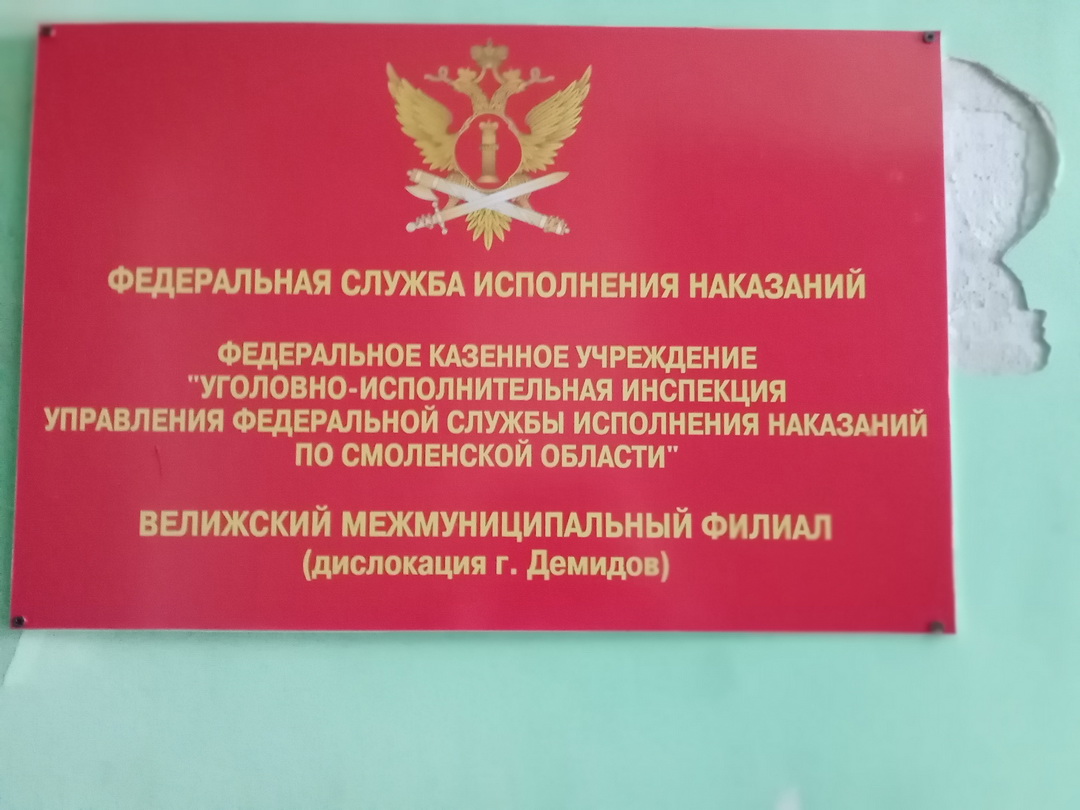 ФЕДЕРАЛЬНАЯ СЛУЖБА ИСПОЛНЕНИЯ НАКАЗАНИЙ
ФЕДЕРАЛЬНОЕ КАЗЕННОЕ УЧРЕЖДЕНИЕ
"УГОЛОВНО-ИСПОЛНИТЕЛЬНАЯ ИНСПЕКЦИЯ
УПРАВЛЕНИЯ ФЕДЕРАЛЬНОЙ СЛУЖБЫ ИСПОЛНЕНИЯ НАКАЗАНИЙ
ПО СМОЛЕНСКОЙ ОБЛАСТИ"
ВЕЛИЖСКИЙ МЕЖМУНИЦИПАЛЬНЫЙ ФИЛИАЛ
(дислокация г. Демидов)